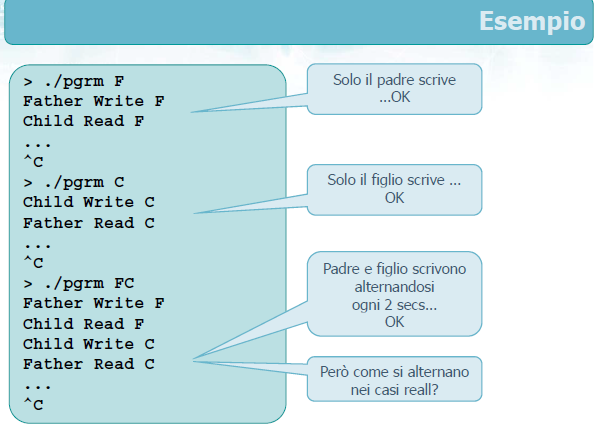 Esempio
> ./pgrm F
Father Write F
Child Read F
...
^C
> ./pgrm C
Child Write C
Father Read C
...
^C
> ./pgrm FC
Father Write F
Child Read F
Child Write C
Father Read C
...
^C
Solo il padre scrive
...OK
Solo il figlio scrive ...
OK
Padre e figlio scrivono
alternandosi
ogni 2 secs...
OK
Però come si alternano
nei casi reall?